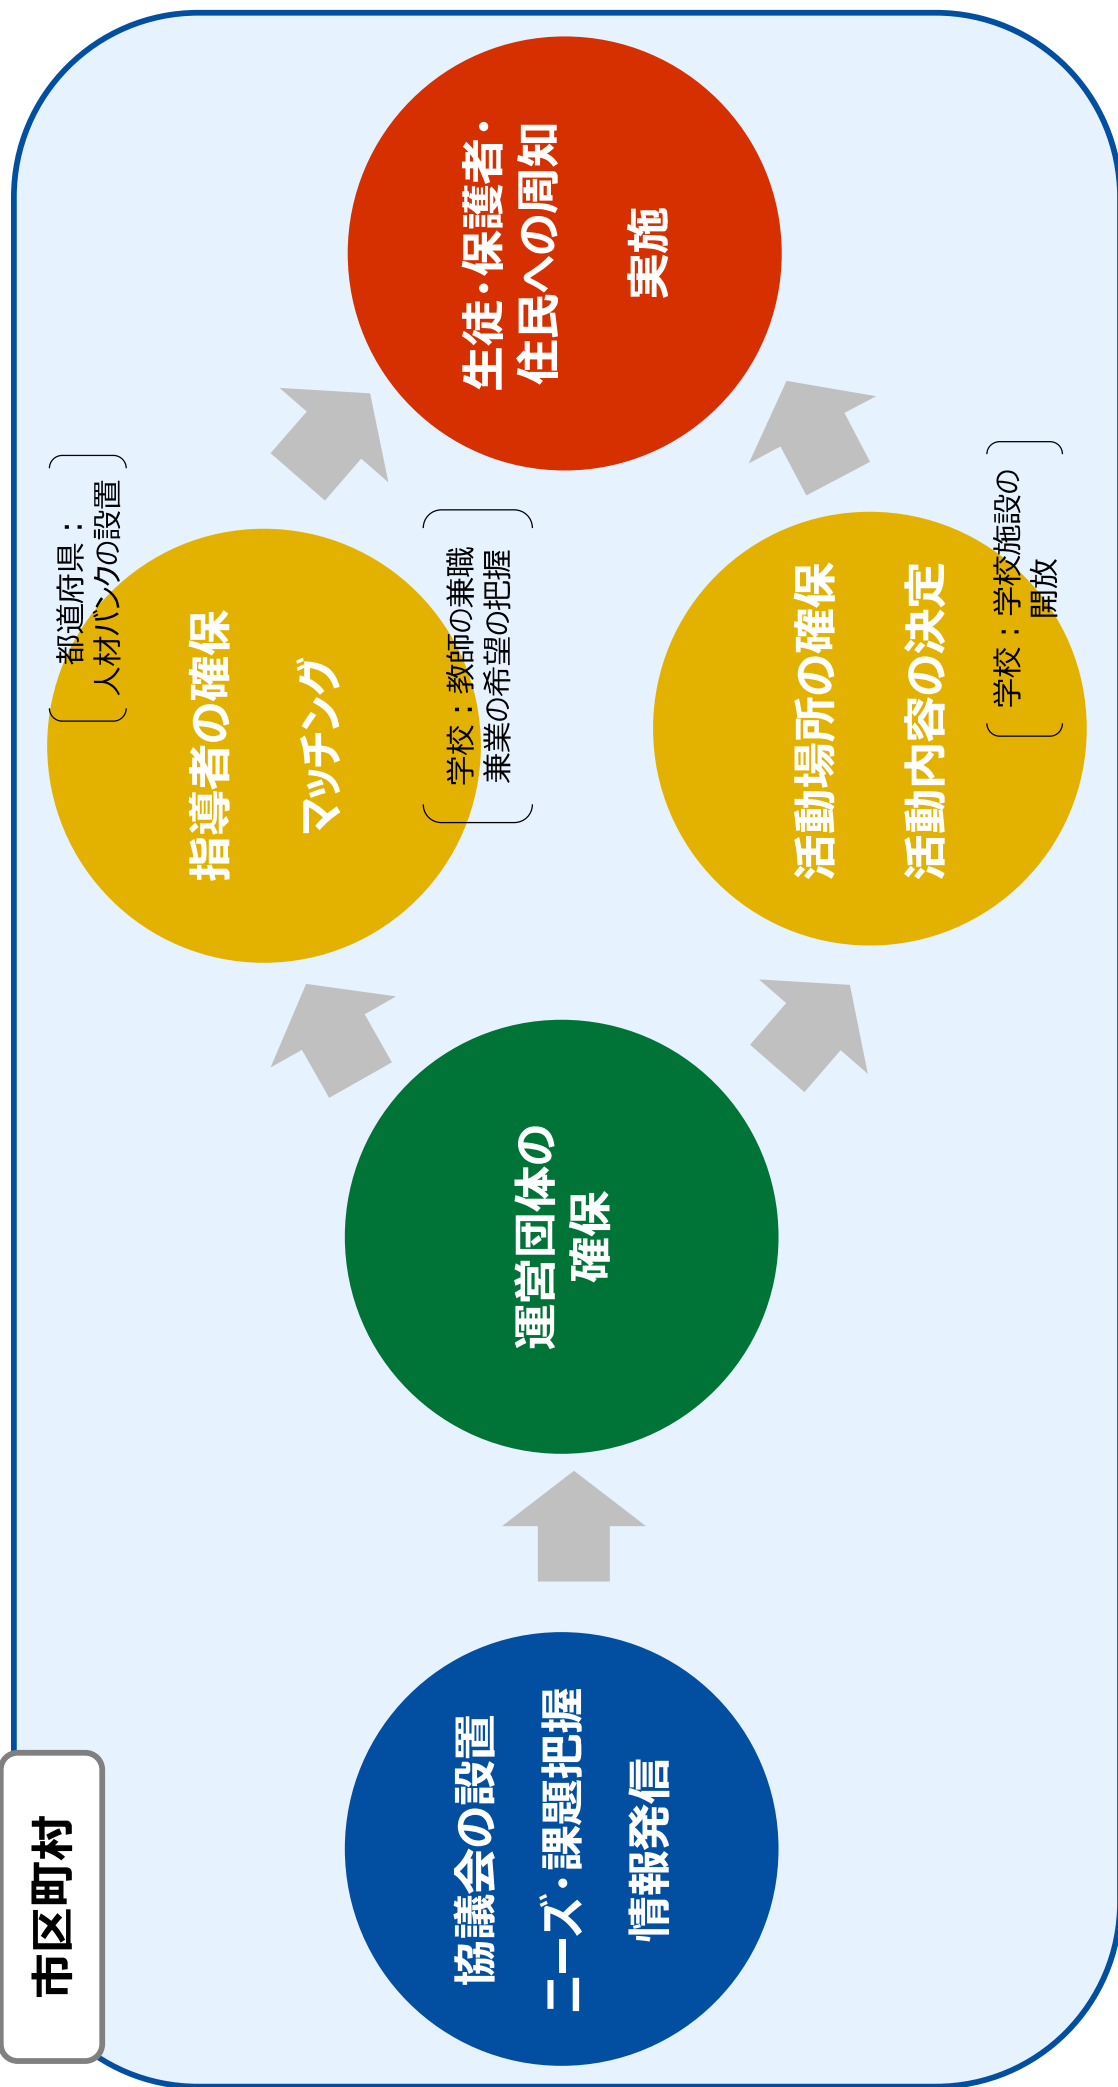 市区町村
協議会の設置
ニーズ・課題把握
情報発信
運営団体の
確保
都道府県：
人材バンクの設置
指導者の確保
マッチング
学校：教師の兼職
兼業の希望の把握
活動場所の確保
活動内容の決定
学校：学校施設の
開放
生徒・保護者・
住民への周知
実施